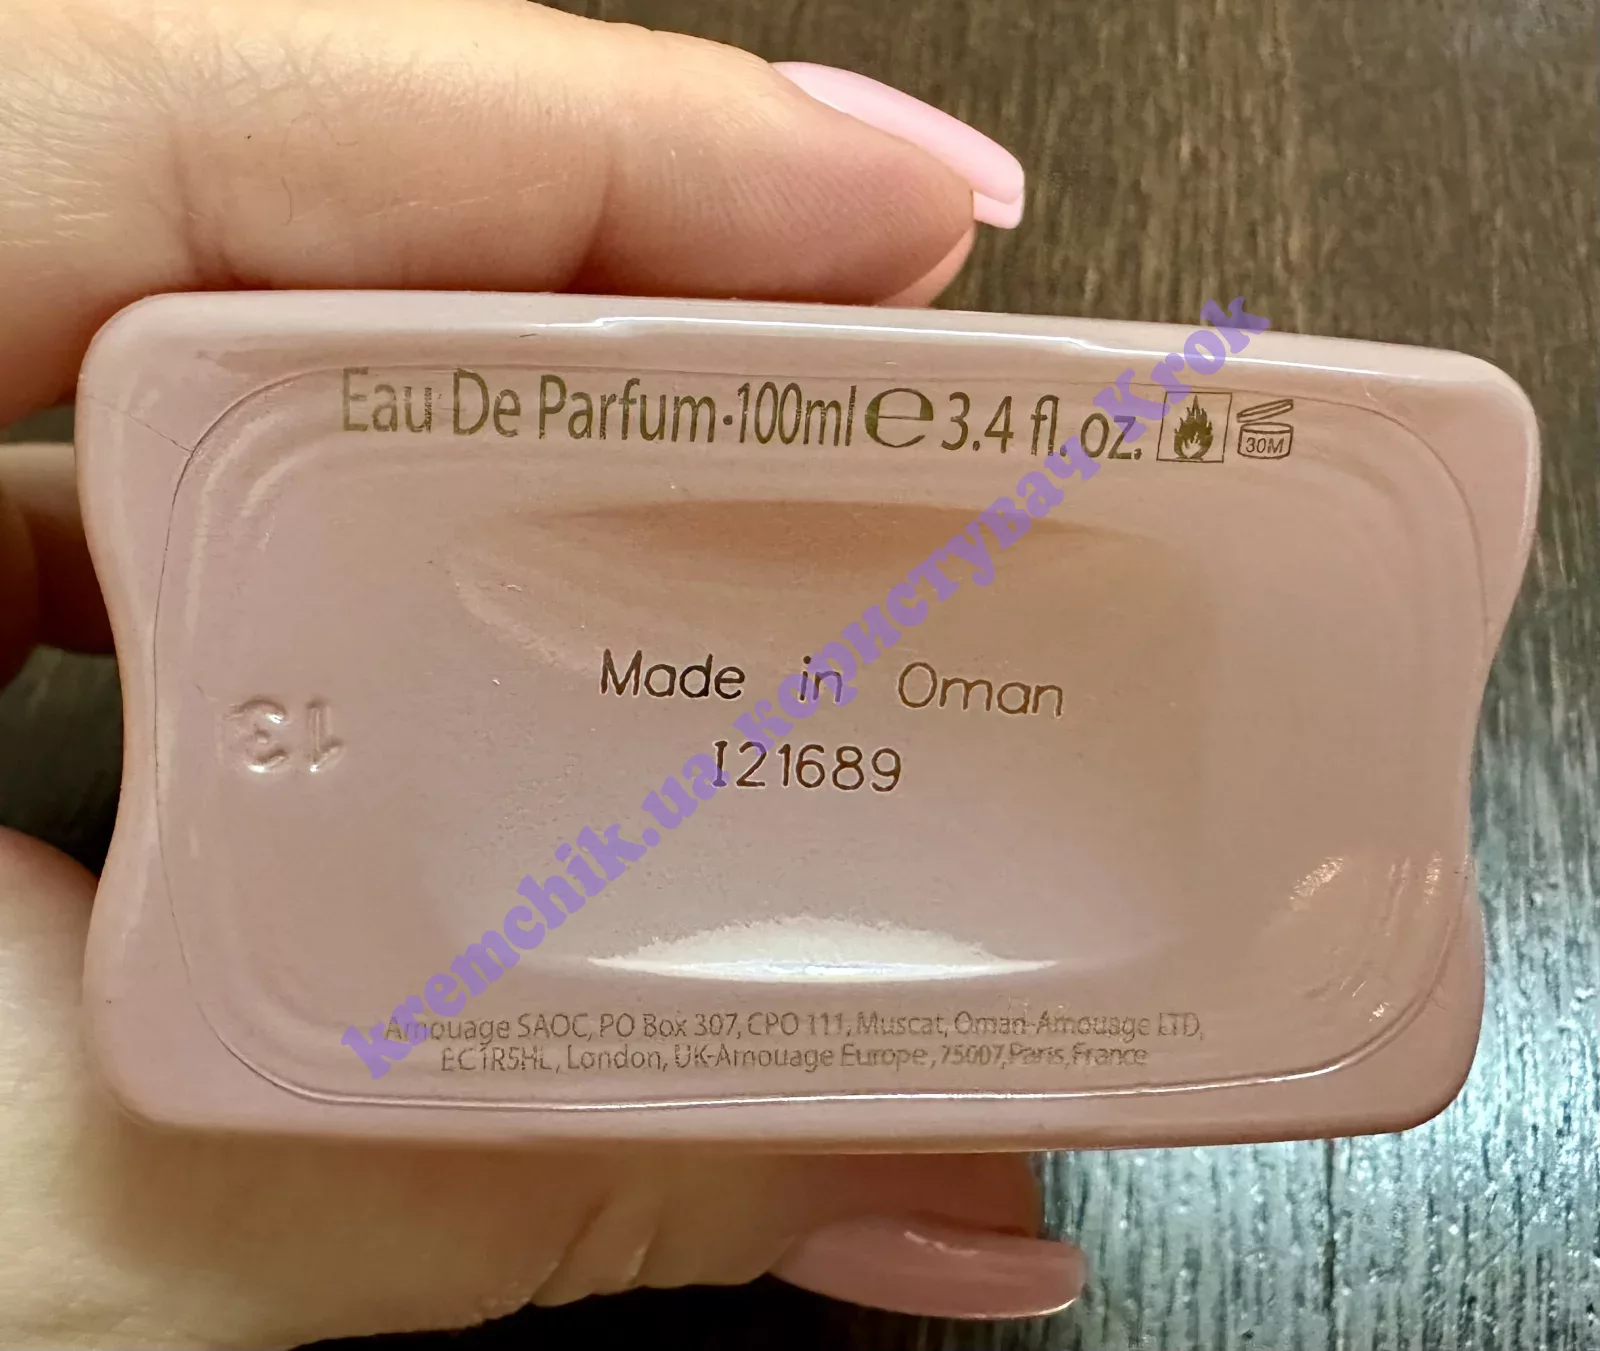 Eau De Parfum·100ml ℮ 3.4 fl. oz.
30M
Made in Oman
I21689
13
Amouage SAOC, PO Box 307, CPO 111, Muscat, Oman-Amouage LTD,
EC1R5HL, London, UK-Amouage Europe, 75007, Paris, France
kremchik.ua користувач Krok